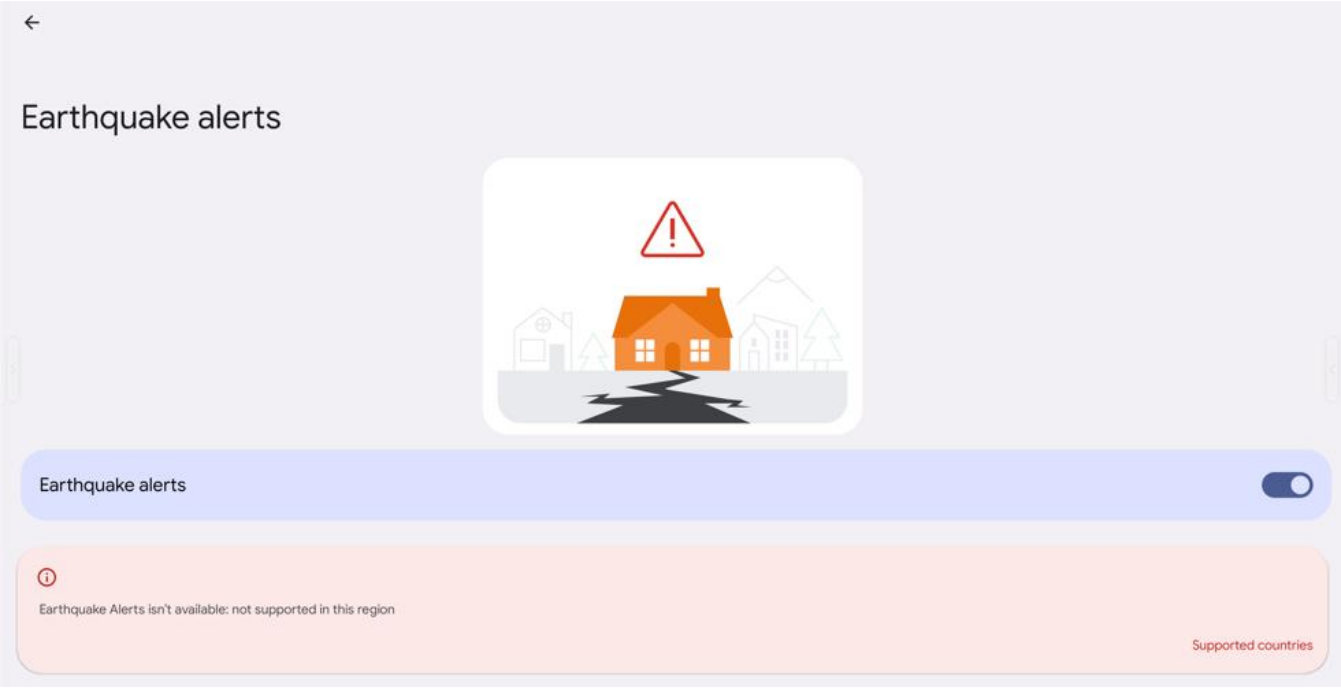 Earthquake alerts
Earthquake alerts
Earthquake Alerts isn't available: not supported in this region
Supported countries